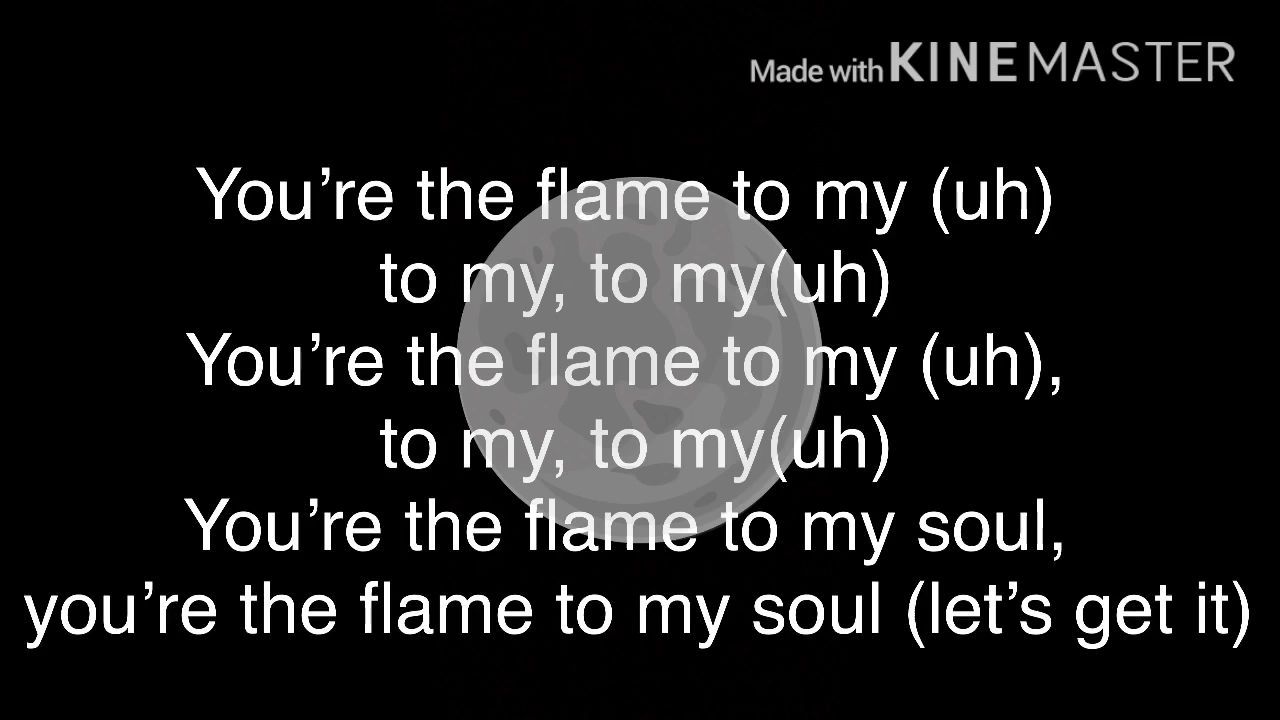 Made with KINEMASTER
You’re the flame to my (uh)
to my, to my(uh)
You’re the flame to my (uh),
to my, to my(uh)
You’re the flame to my soul,
you’re the flame to my soul (let’s get it)